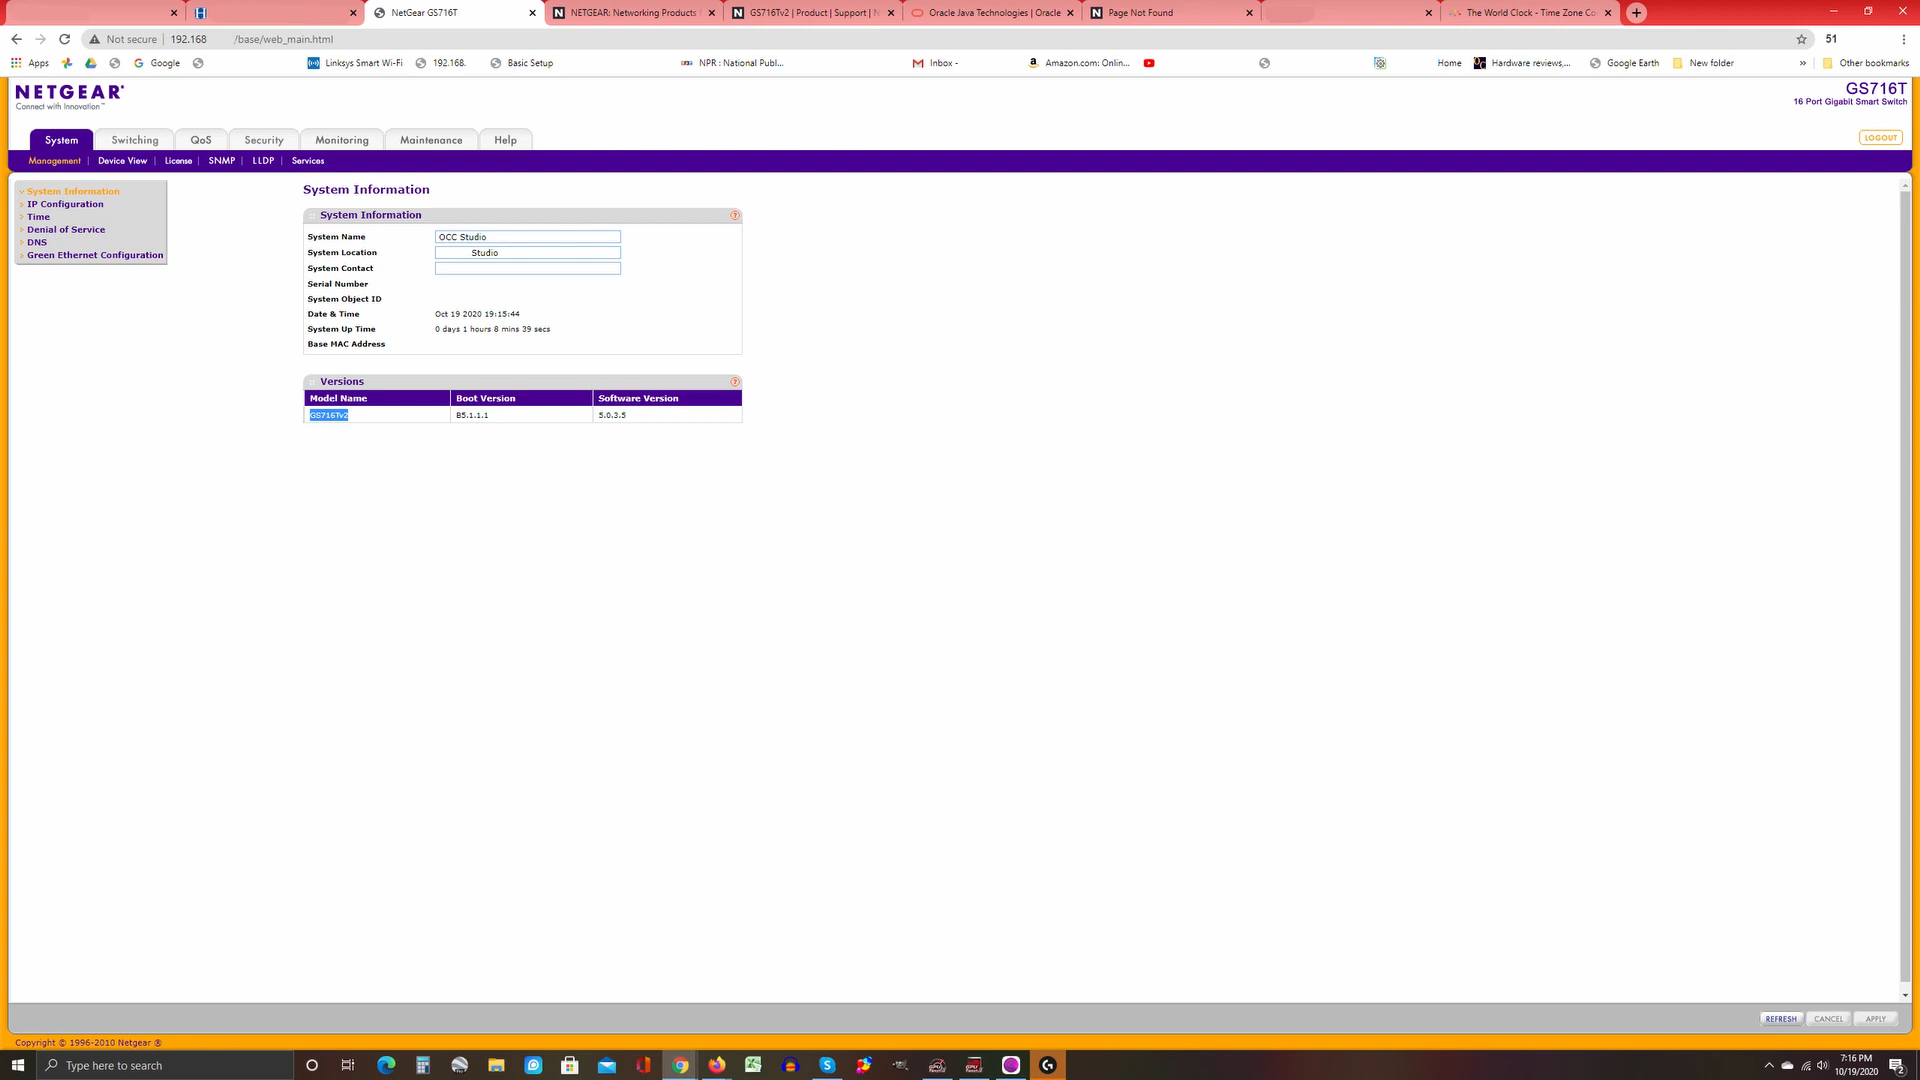 NetGear GS716T
NETGEAR: Networking Products
GS716Tv2 | Product | Support | N
Oracle Java Technologies | Oracle
Page Not Found
The World Clock - Time Zone Co
Not secure
192.168
/base/web_main.html
51
Apps
Google
Linksys Smart Wi-Fi
192.168.
Basic Setup
NPR : National Publ...
Inbox -
Amazon.com: Onlin...
Home
Hardware reviews,...
Google Earth
New folder
»
Other bookmarks
NETGEAR®
Connect with Innovation™
GS716T
16 Port Gigabit Smart Switch
System
Switching
QoS
Security
Monitoring
Maintenance
Help
LOGOUT
Management | Device View | License | SNMP | LLDP | Services
System Information
IP Configuration
Time
Denial of Service
DNS
Green Ethernet Configuration
System Information
System Information
System Name OCC Studio
System Location Studio
System Contact
Serial Number
System Object ID
Date & Time Oct 19 2020 19:15:44
System Up Time 0 days 1 hours 8 mins 39 secs
Base MAC Address
Versions
Model Name Boot Version Software Version
GS716Tv2 B5.1.1.1 5.0.3.5
REFRESH CANCEL APPLY
Copyright © 1996-2010 Netgear ®
Type here to search
7:16 PM
10/19/2020
2